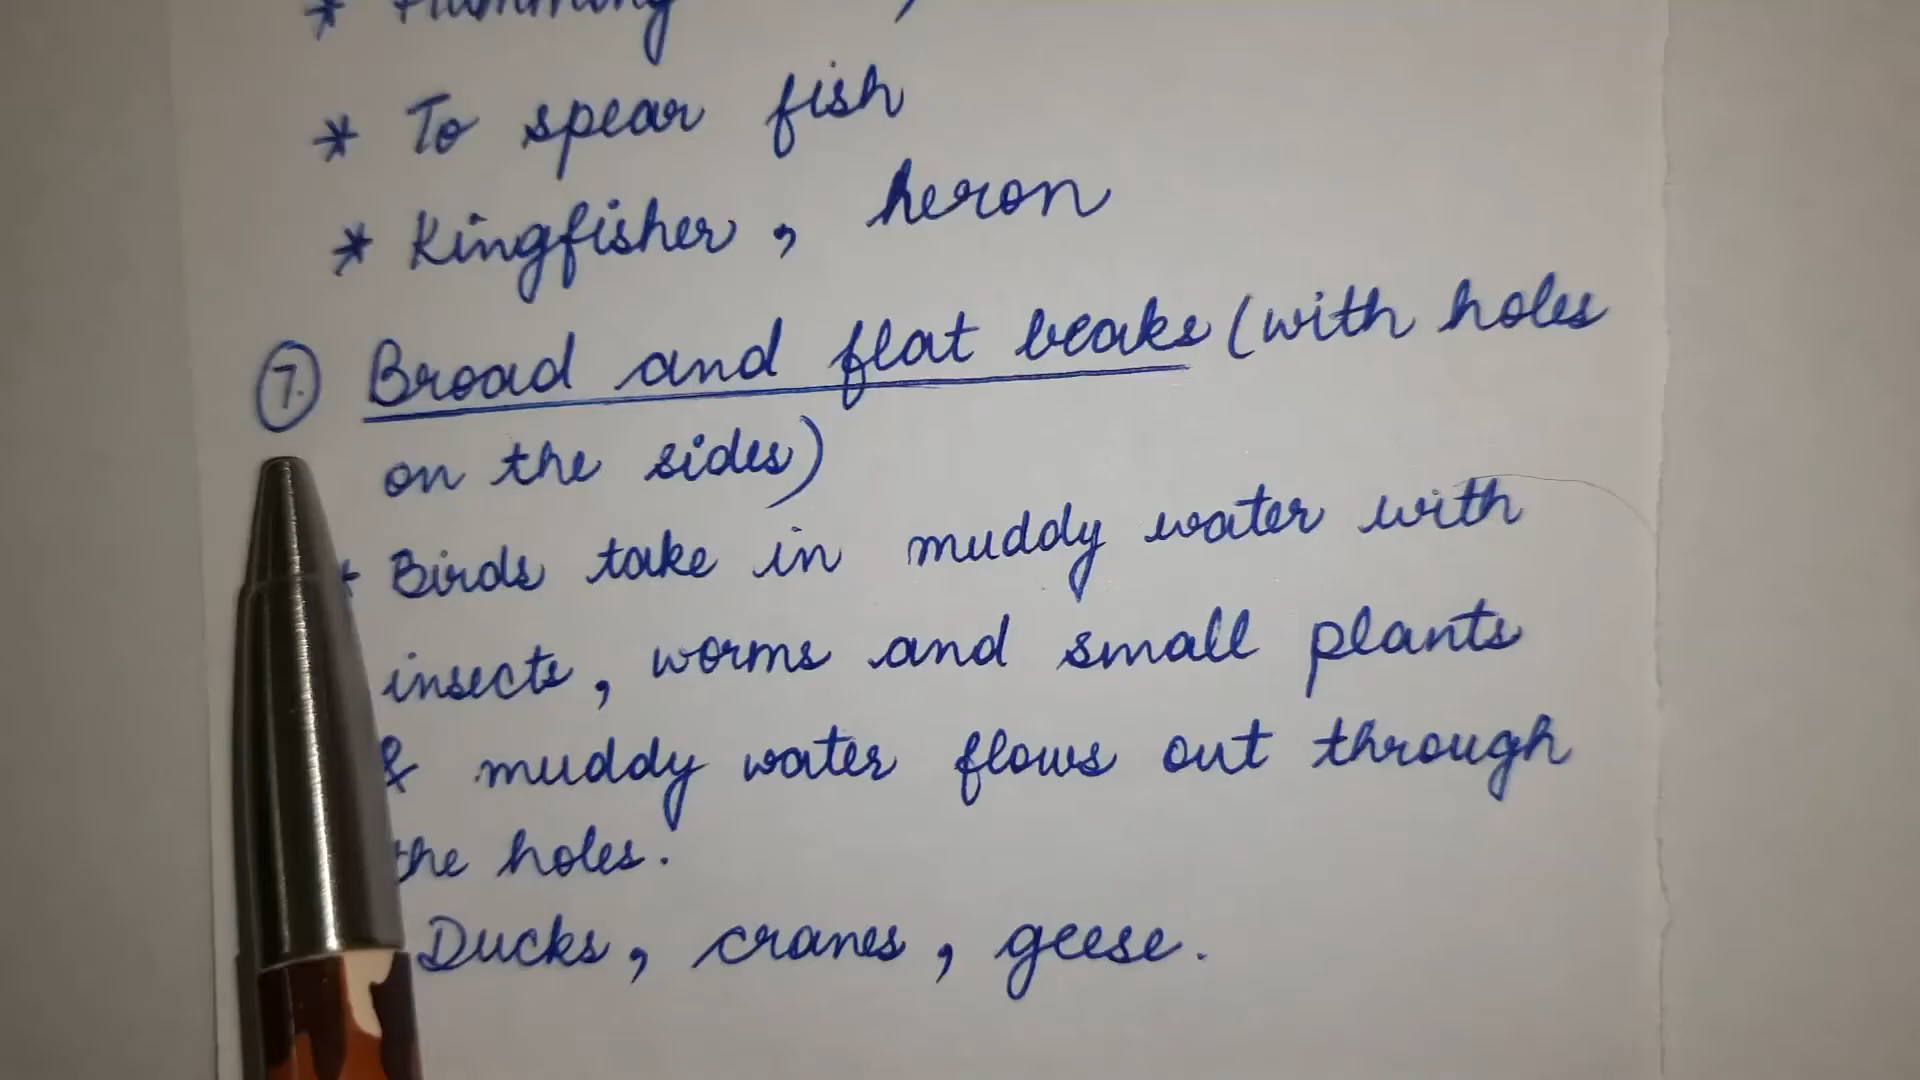 * Humming
* To spear fish
* Kingfisher, heron
7. Broad and flat beaks (with holes
on the sides)
* Birds take in muddy water with
insects, worms and small plants
& muddy water flows out through
the holes.
Ducks, cranes, geese.